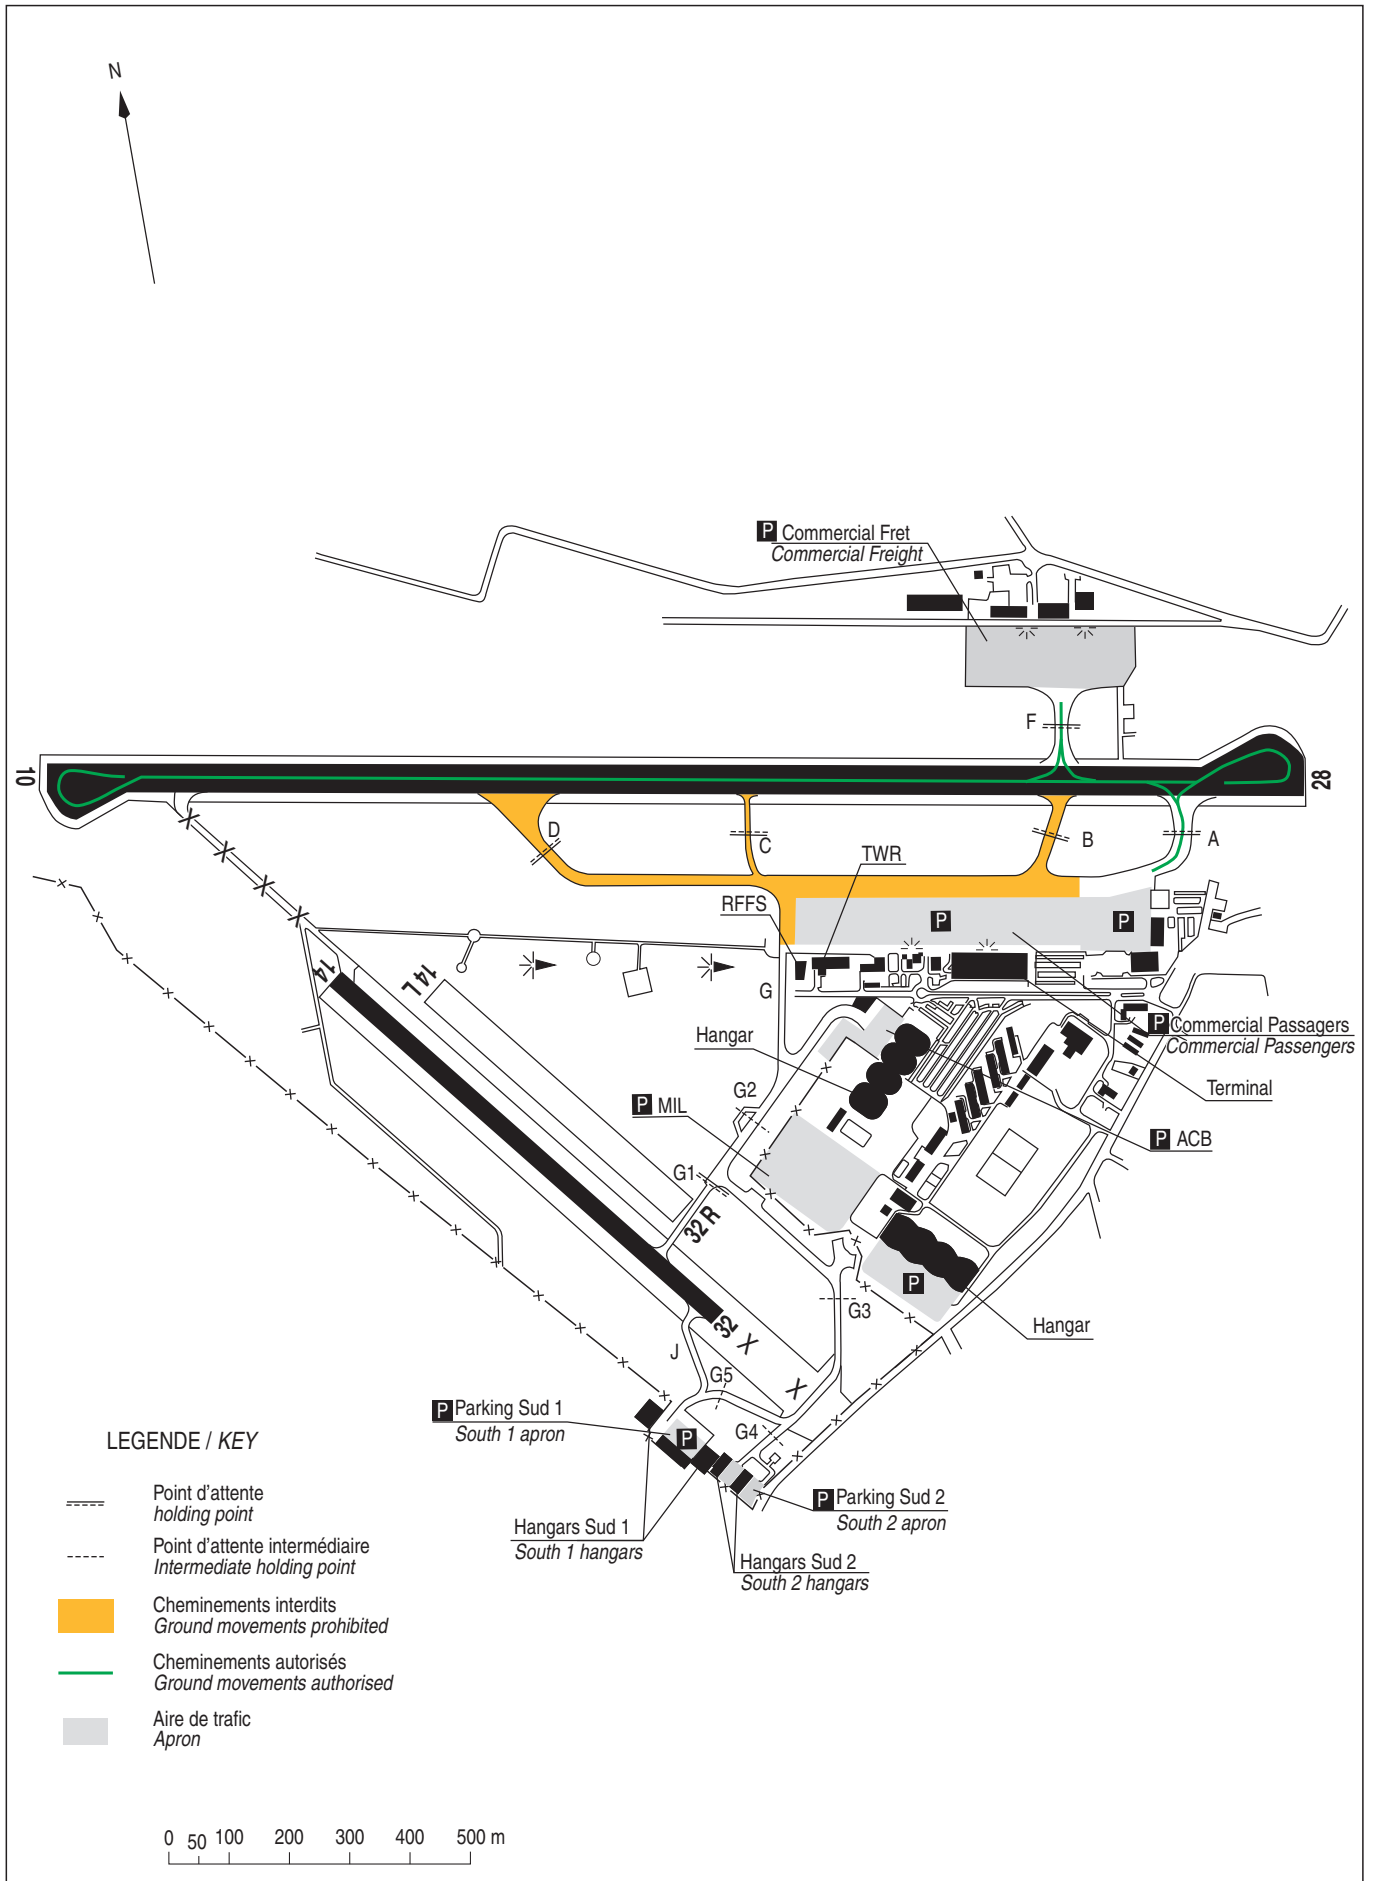 N
P Commercial Fret
Commercial Freight
F
10
28
D
C
B
A
TWR
RFFS
P
P
14
14 L
G
P Commercial Passagers
Commercial Passengers
Hangar
Terminal
G2
P MIL
P ACB
G1
32 R
P
G3
Hangar
32
X
X
X
X
X
X
J
G5
P Parking Sud 1
South 1 apron
P
G4
P Parking Sud 2
South 2 apron
Hangars Sud 1
South 1 hangars
Hangars Sud 2
South 2 hangars
LEGENDE / KEY
Point d'attente
holding point
Point d'attente intermédiaire
Intermediate holding point
Cheminements interdits
Ground movements prohibited
Cheminements autorisés
Ground movements authorised
Aire de trafic
Apron
0 50 100 200 300 400 500 m